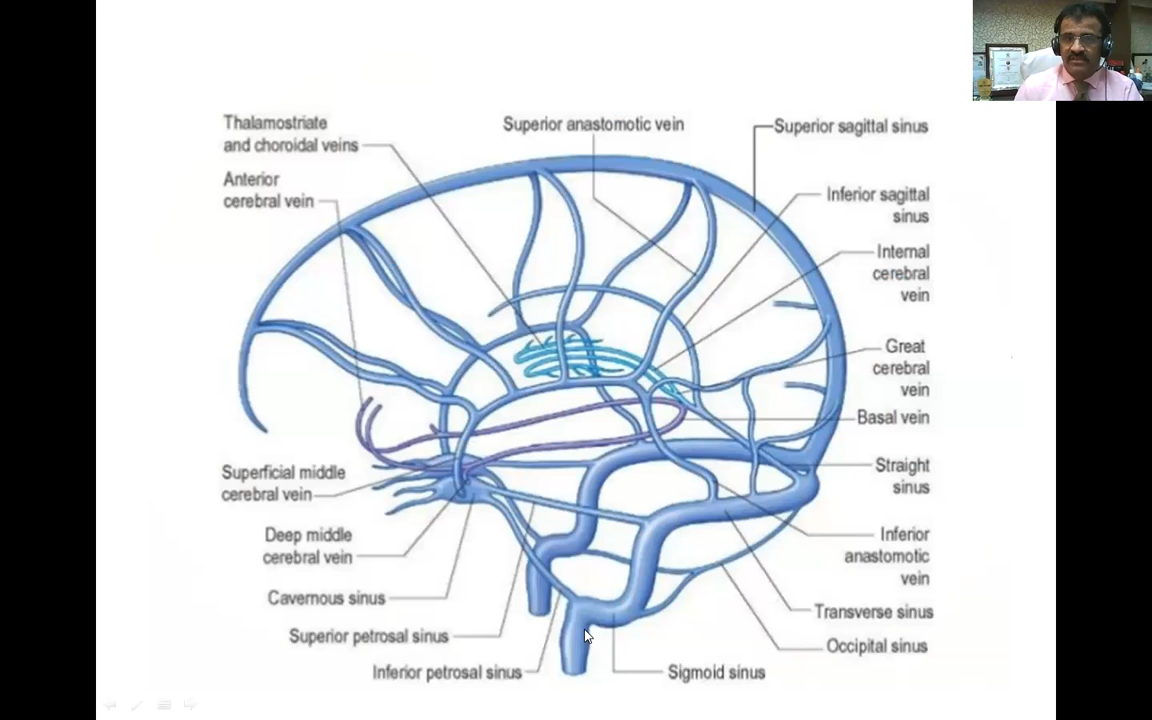 Thalamostriate
and choroidal veins
Superior anastomotic vein
Superior sagittal sinus
Anterior
cerebral vein
Inferior sagittal
sinus
Internal
cerebral
vein
Great
cerebral
vein
Basal vein
Superficial middle
cerebral vein
Straight
sinus
Deep middle
cerebral vein
Inferior
anastomotic
vein
Cavernous sinus
Transverse sinus
Superior petrosal sinus
Occipital sinus
Inferior petrosal sinus
Sigmoid sinus